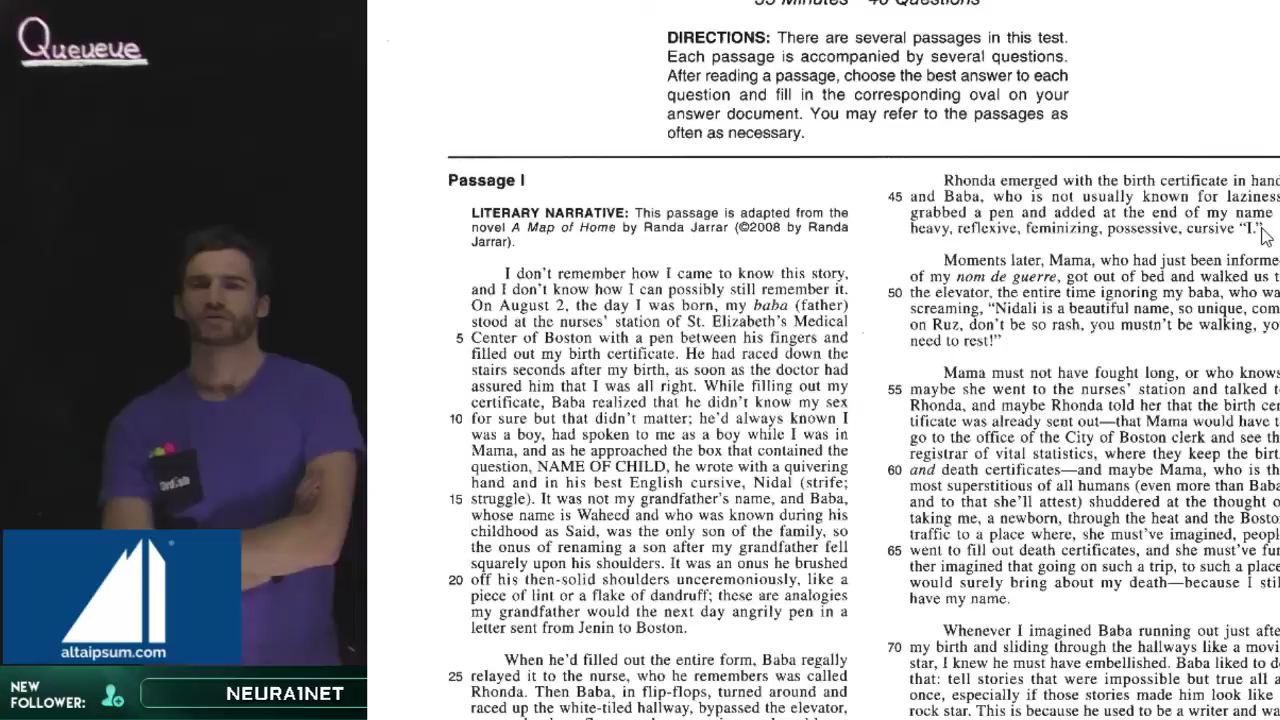 Queueue
55 Minutes 40 Questions
DIRECTIONS: There are several passages in this test.
Each passage is accompanied by several questions.
After reading a passage, choose the best answer to each
question and fill in the corresponding oval on your
answer document. You may refer to the passages as
often as necessary.
Passage I
LITERARY NARRATIVE: This passage is adapted from the
novel A Map of Home by Randa Jarrar (©2008 by Randa
Jarrar).
I don't remember how I came to know this story,
and I don't know how I can possibly still remember it.
On August 2, the day I was born, my baba (father)
stood at the nurses' station of St. Elizabeth's Medical
5 Center of Boston with a pen between his fingers and
filled out my birth certificate. He had raced down the
stairs seconds after my birth, as soon as the doctor had
assured him that I was all right. While filling out my
certificate, Baba realized that he didn't know my sex
10 for sure but that didn't matter; he'd always known I
was a boy, had spoken to me as a boy while I was in
Mama, and as he approached the box that contained the
question, NAME OF CHILD, he wrote with a quivering
hand and in his best English cursive, Nidal (strife;
15 struggle). It was not my grandfather's name, and Baba,
whose name is Waheed and who was known during his
childhood as Said, was the only son of the family, so
the onus of renaming a son after my grandfather fell
squarely upon his shoulders. It was an onus he brushed
20 off his then-solid shoulders unceremoniously, like a
piece of lint or a flake of dandruff; these are analogies
my grandfather would the next day angrily pen in a
letter sent from Jenin to Boston.
When he'd filled out the entire form, Baba regally
25 relayed it to the nurse, who he remembers was called
Rhonda. Then Baba, in flip-flops, turned around and
raced up the white-tiled hallway, bypassed the elevator,
Rhonda emerged with the birth certificate in hand
45 and Baba, who is not usually known for laziness
grabbed a pen and added at the end of my name
heavy, reflexive, feminizing, possessive, cursive “I.”
Moments later, Mama, who had just been informe
of my nom de guerre, got out of bed and walked us t
50 the elevator, the entire time ignoring my baba, who wa
screaming, “Nidali is a beautiful name, so unique, com
on Ruz, don't be so rash, you mustn't be walking, yo
need to rest!”
Mama must not have fought long, or who knows
55 maybe she went to the nurses' station and talked t
Rhonda, and maybe Rhonda told her that the birth cer
tificate was already sent out—that Mama would have t
go to the office of the City of Boston clerk and see th
registrar of vital statistics, where they keep the birt
60 and death certificates—and maybe Mama, who is th
most superstitious of all humans (even more than Baba
and to that she'll attest) shuddered at the thought o
taking me, a newborn, through the heat and the Bosto
traffic to a place where, she must've imagined, peopl
65 went to fill out death certificates, and she must've fur
ther imagined that going on such a trip, to such a place
would surely bring about my death—because I stil
have my name.
Whenever I imagined Baba running out just afte
70 my birth and sliding through the hallways like a movi
star, I knew he must have embellished. Baba liked to d
that: tell stories that were impossible but true all a
once, especially if those stories made him look like
rock star. This is because he used to be a writer and wa
altaipsum.com
NEW
FOLLOWER:
NEURA1NET